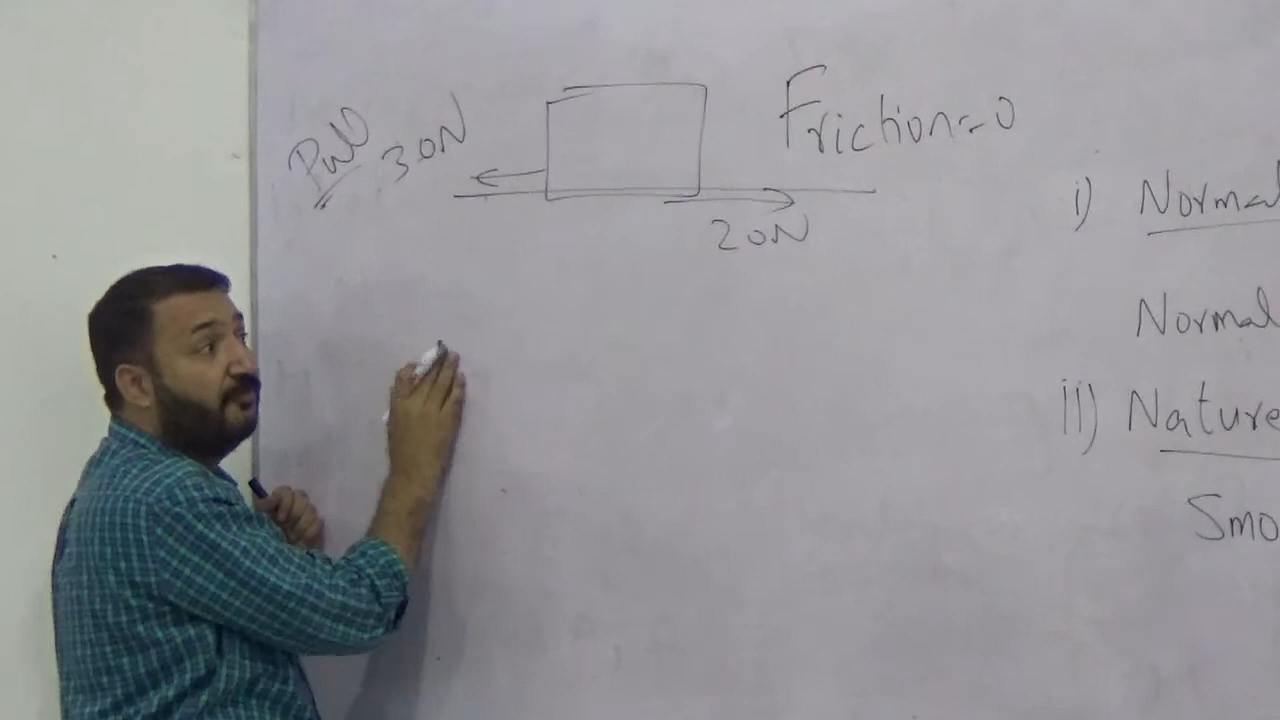 Pull 30N
Friction = 0
20N
i) Normal
Normal
ii) Nature
Smo